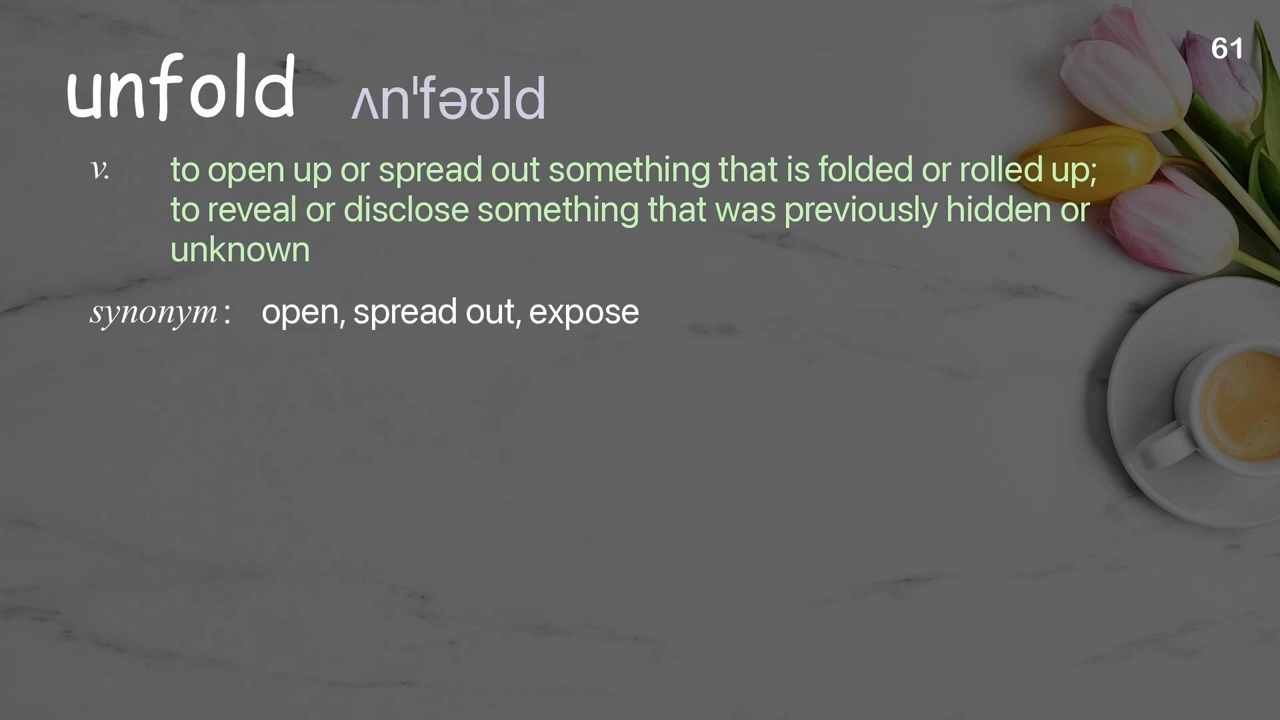 61
unfold ʌnˈfəʊld
v. to open up or spread out something that is folded or rolled up;
to reveal or disclose something that was previously hidden or
unknown
synonym: open, spread out, expose